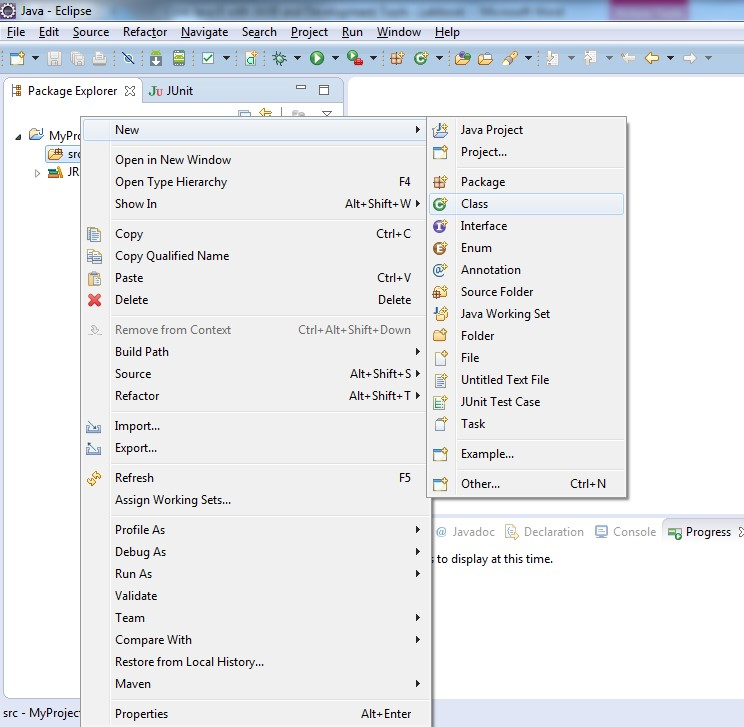 Java - Eclipse
File Edit Source Refactor Navigate Search Project Run Window Help
Package Explorer JUnit
MyPro
src
JR
New
Open in New Window
Open Type Hierarchy F4
Show In Alt+Shift+W
Copy Ctrl+C
Copy Qualified Name
Paste Ctrl+V
Delete Delete
Remove from Context Ctrl+Alt+Shift+Down
Build Path
Source Alt+Shift+S
Refactor Alt+Shift+T
Import...
Export...
Refresh F5
Assign Working Sets...
Profile As
Debug As
Run As
Validate
Team
Compare With
Restore from Local History...
Maven
Properties Alt+Enter
Java Project
Project...
Package
Class
Interface
Enum
Annotation
Source Folder
Java Working Set
Folder
File
Untitled Text File
JUnit Test Case
Task
Example...
Other... Ctrl+N
@ Javadoc Declaration Console Progress
s to display at this time.
src - MyProject